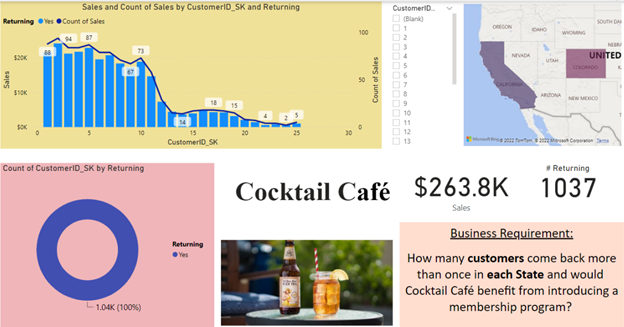 Sales and Count of Sales by CustomerID_SK and Returning
Returning Yes Count of Sales
Sales
$20K
$10K
$0K
88
94
87
67
73
14
18
15
4
2
5
1
5
10
15
20
25
30
CustomerID_SK
100
50
0
Count of Sales
CustomerID...
(Blank)
1
2
3
4
5
6
7
8
9
10
11
12
13
OREGON
IDAHO
WYOMING
SOUTH DA
NE
NEVADA
UTAH
UNITED
COLORADO
CALIFORNIA
ARIZONA
NEW MEXICO
© 2022 TomTom, © 2022 Microsoft Corporation Terms
Count of CustomerID_SK by Returning
Returning
Yes
1.04K (100%)
Cocktail Café
$263.8K
Sales
# Returning
1037
Business Requirement:
How many customers come back more
than once in each State and would
Cocktail Café benefit from introducing a
membership program?